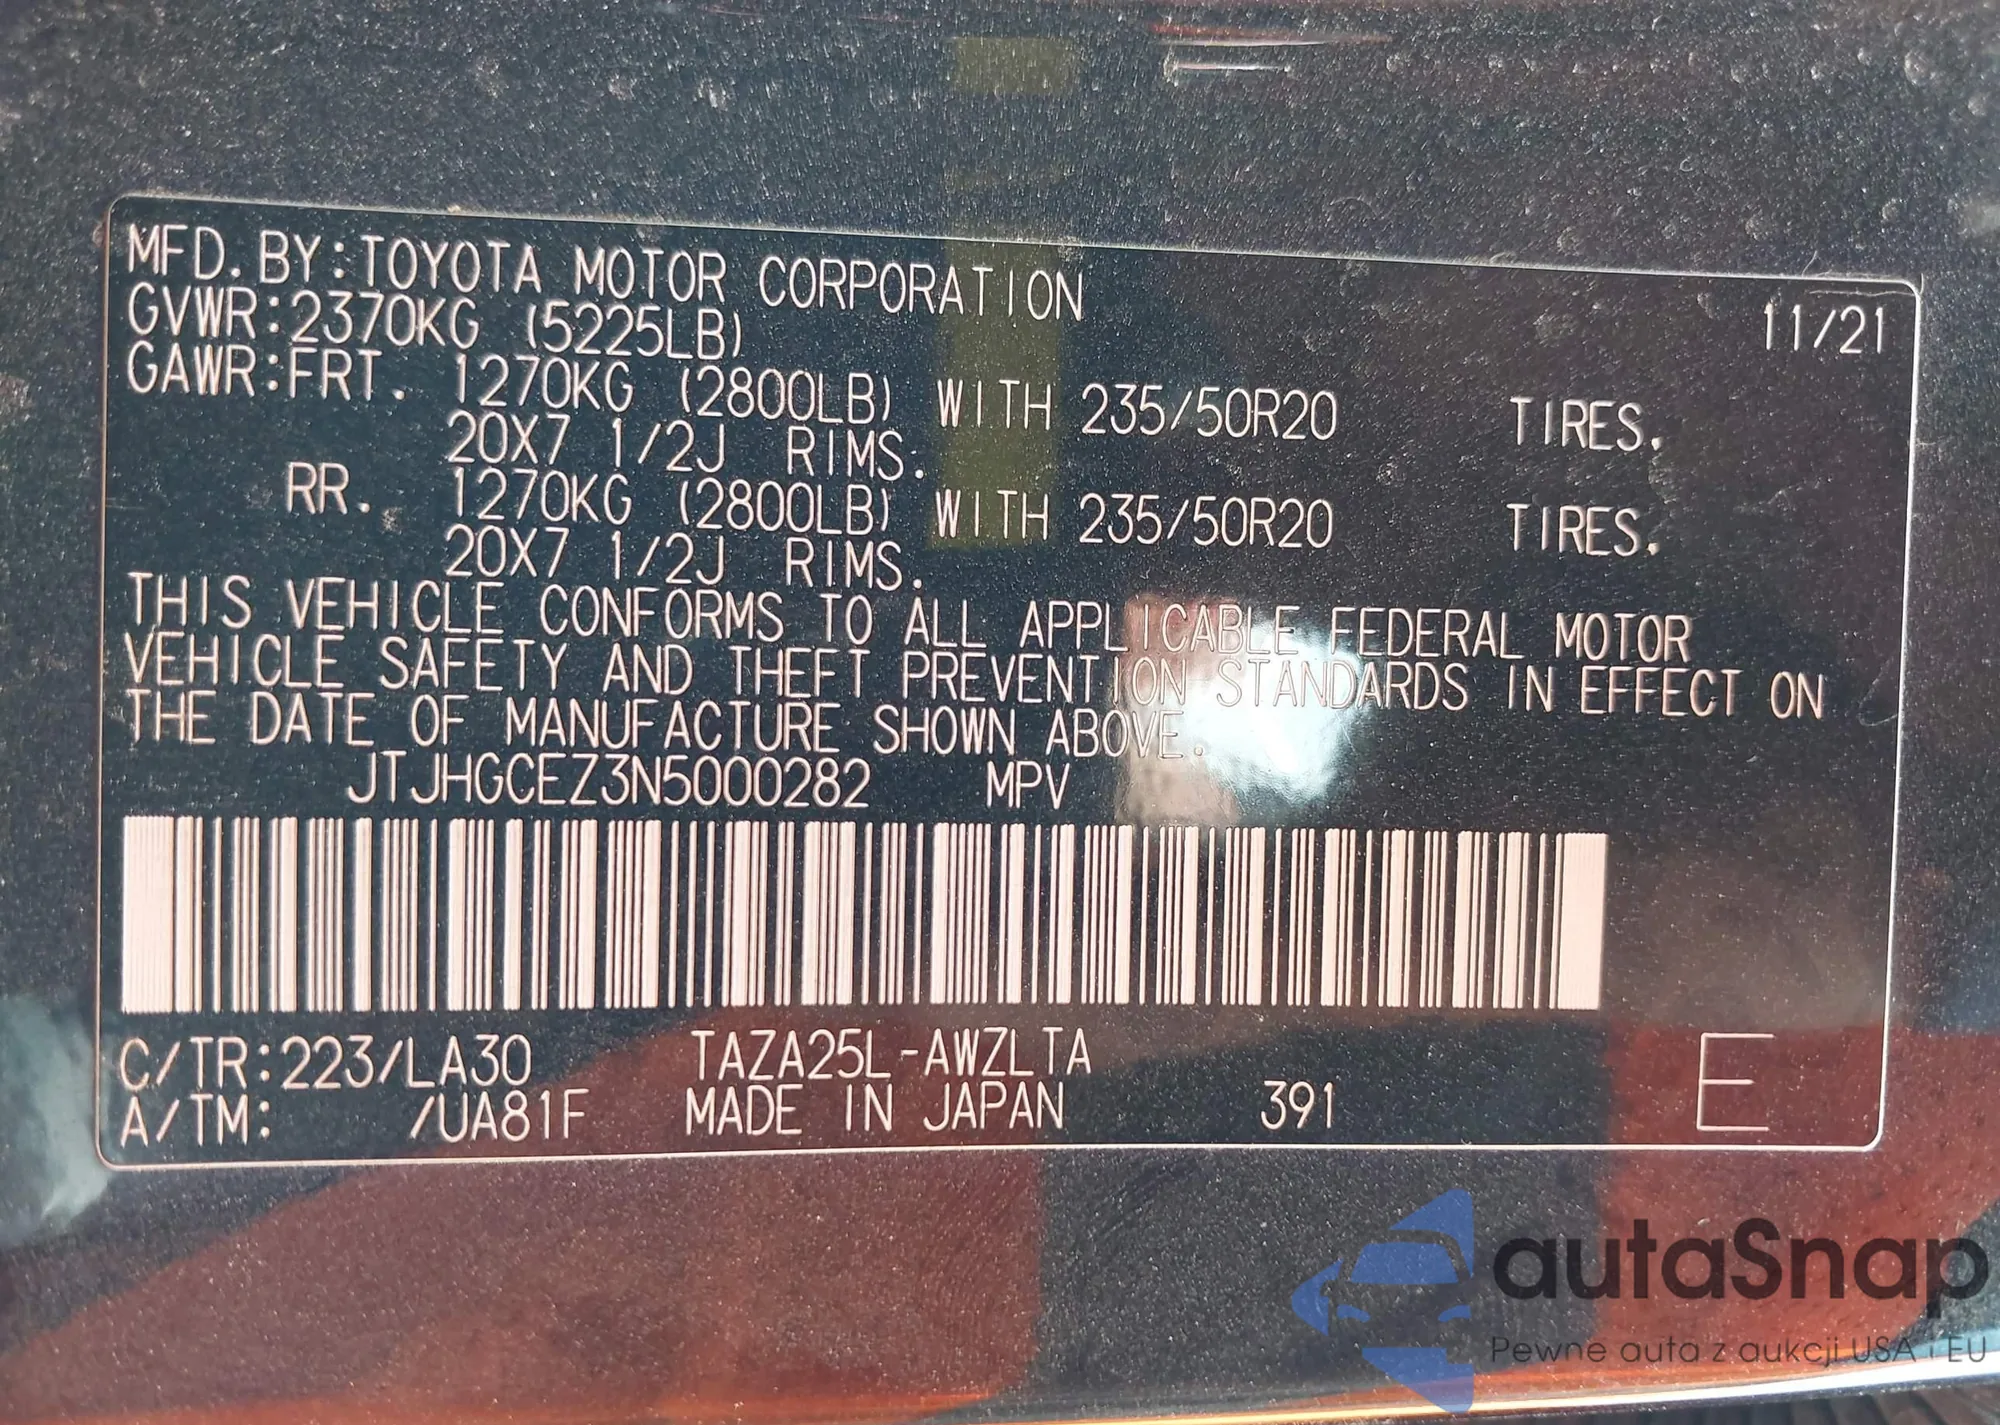 MFD.BY:TOYOTA MOTOR CORPORATION 11/21
GVWR:2370KG (5225LB)
GAWR:FRT. 1270KG (2800LB) WITH 235/50R20 TIRES.
20X7 1/2J RIMS.
RR. 1270KG (2800LB) WITH 235/50R20 TIRES.
20X7 1/2J RIMS.
THIS VEHICLE CONFORMS TO ALL APPLICABLE FEDERAL MOTOR
VEHICLE SAFETY AND THEFT PREVENTION STANDARDS IN EFFECT ON
THE DATE OF MANUFACTURE SHOWN ABOVE.
JTJHGCEZ3N5000282 MPV
C/TR:223/LA30 TAZA25L-AWZLTA
A/TM: /UA81F MADE IN JAPAN 391 E
autaSnap
Pewne auta z aukcji USA i EU